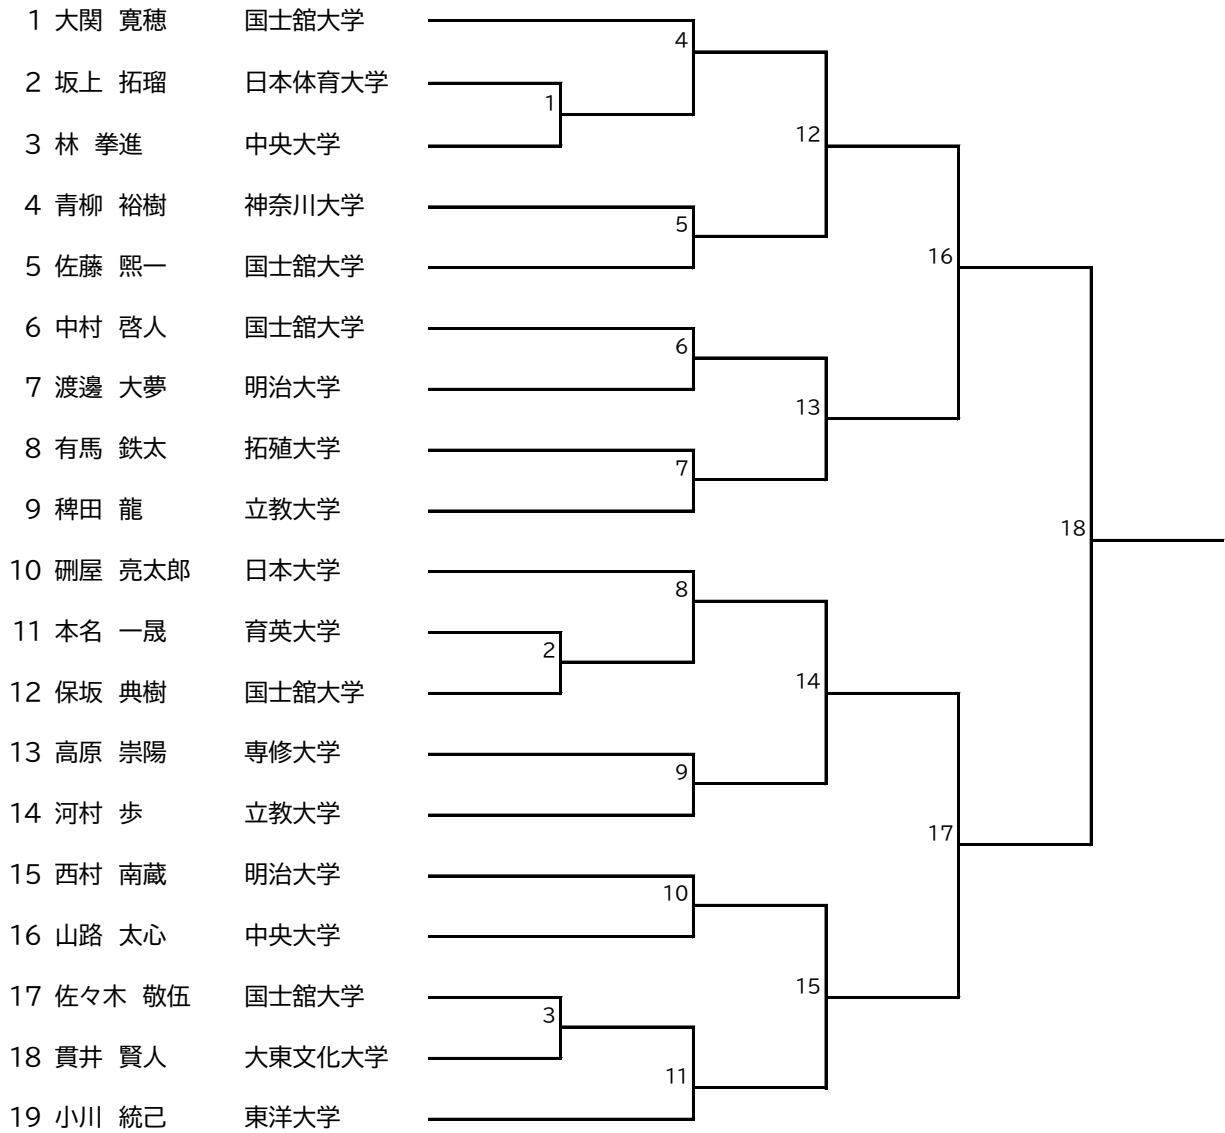 1 大関 寛穂 国士舘大学
4
2 坂上 拓瑠 日本体育大学
1
12
3 林 拳進 中央大学
4 青柳 裕樹 神奈川大学
5
16
5 佐藤 熙一 国士舘大学
6 中村 啓人 国士舘大学
6
7 渡邊 大夢 明治大学
13
8 有馬 鉄太 拓殖大学
7
9 稗田 龍 立教大学
18
10 硎屋 亮太郎 日本大学
8
11 本名 一晟 育英大学
2
14
12 保坂 典樹 国士舘大学
13 高原 崇陽 専修大学
9
14 河村 歩 立教大学
17
15 西村 南蔵 明治大学
10
16 山路 太心 中央大学
15
17 佐々木 敬伍 国士舘大学
3
18 貫井 賢人 大東文化大学
11
19 小川 統己 東洋大学